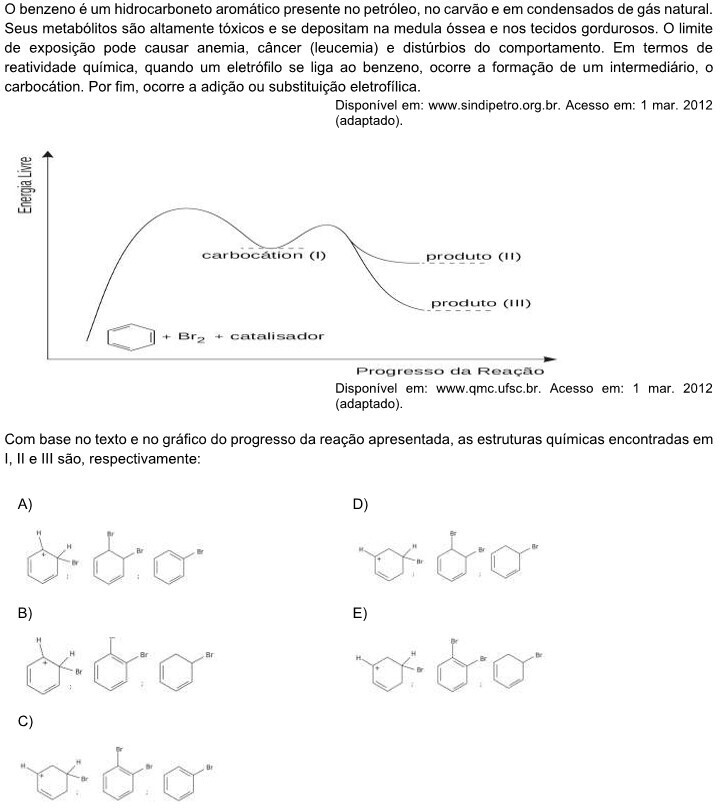 O benzeno é um hidrocarboneto aromático presente no petróleo, no carvão e em condensados de gás natural.
Seus metabólitos são altamente tóxicos e se depositam na medula óssea e nos tecidos gordurosos. O limite
de exposição pode causar anemia, câncer (leucemia) e distúrbios do comportamento. Em termos de
reatividade química, quando um eletrófilo se liga ao benzeno, ocorre a formação de um intermediário, o
carbocátion. Por fim, ocorre a adição ou substituição eletrofílica.
Disponível em: www.sindipetro.org.br. Acesso em: 1 mar. 2012
(adaptado).
Energia Livre
carbocátion (I)
produto (II)
produto (III)
+ Br2 + catalisador
Progresso da Reação
Disponível em: www.qmc.ufsc.br. Acesso em: 1 mar. 2012
(adaptado).
Com base no texto e no gráfico do progresso da reação apresentada, as estruturas químicas encontradas em
I, II e III são, respectivamente:
A)
H
H
+
Br
;
Br
Br
;
Br
B)
H
H
+
Br
;
Br
;
Br
C)
H
H
+
Br
;
Br
Br
;
Br
D)
H
H
+
Br
;
Br
Br
;
Br
E)
H
H
+
Br
;
Br
Br
;
Br